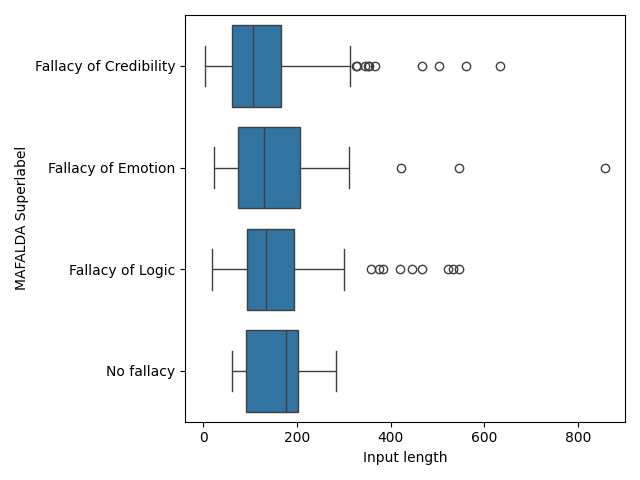 Fallacy of Credibility
Fallacy of Emotion
Fallacy of Logic
No fallacy
MAFALDA Superlabel
0 200 400 600 800
Input length